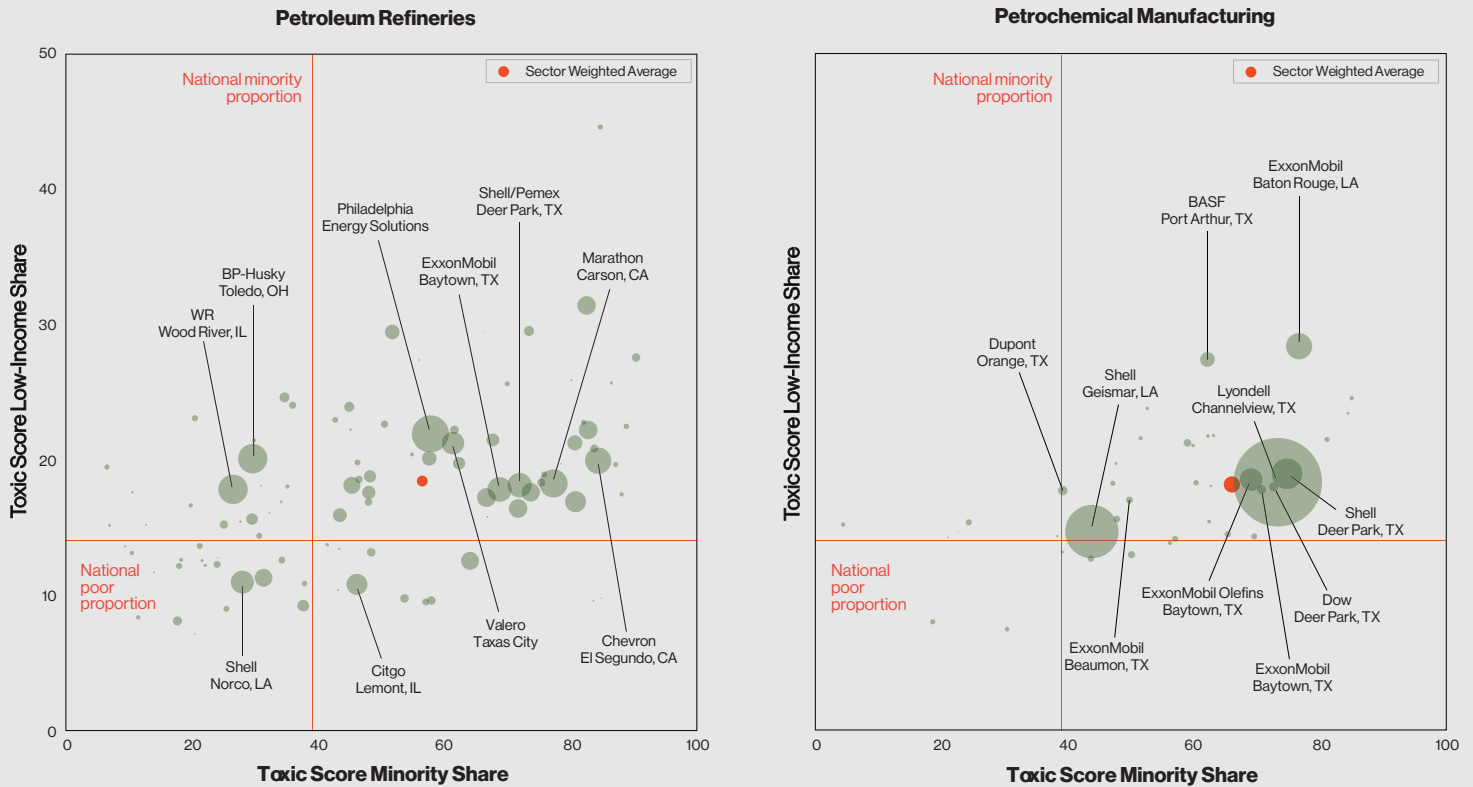 Petroleum Refineries
Sector Weighted Average
National minority
proportion
Philadelphia
Energy Solutions
Shell/Pemex
Deer Park, TX
ExxonMobil
Baytown, TX
Marathon
Carson, CA
BP-Husky
Toledo, OH
WR
Wood River, IL
National
poor
proportion
Shell
Norco, LA
Citgo
Lemont, IL
Valero
Taxas City
Chevron
El Segundo, CA
50
40
30
20
10
0
Toxic Score Low-Income Share
0 20 40 60 80 100
Toxic Score Minority Share
Petrochemical Manufacturing
Sector Weighted Average
National minority
proportion
ExxonMobil
Baton Rouge, LA
BASF
Port Arthur, TX
Dupont
Orange, TX
Shell
Geismar, LA
Lyondell
Channelview, TX
Shell
Deer Park, TX
National
poor
proportion
ExxonMobil Olefins
Baytown, TX
Dow
Deer Park, TX
ExxonMobil
Beaumon, TX
ExxonMobil
Baytown, TX
Toxic Score Low-Income Share
0 20 40 60 80 100
Toxic Score Minority Share